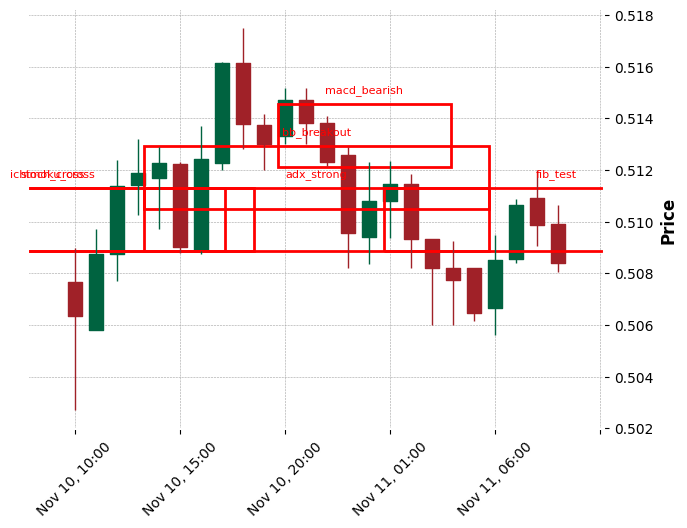 0.518
0.516
macd_bearish
0.514
0.512
adx_strong
fib_test
0.510
Price
0.508
0.506
0.504
0.502
Nov 10, 10:00
Nov 10, 15:00
Nov 10, 20:00
Nov 11, 01:00
Nov 11, 06:00